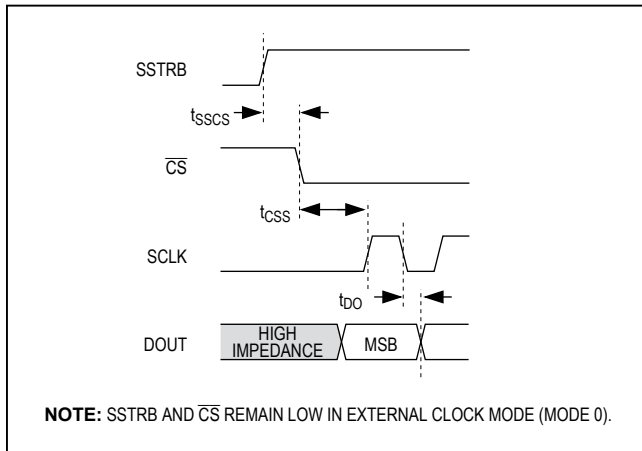 SSTRB
tSSCS
CS
tCSS
SCLK
tDO
DOUT
HIGH
IMPEDANCE
MSB
NOTE: SSTRB AND CS REMAIN LOW IN EXTERNAL CLOCK MODE (MODE 0).